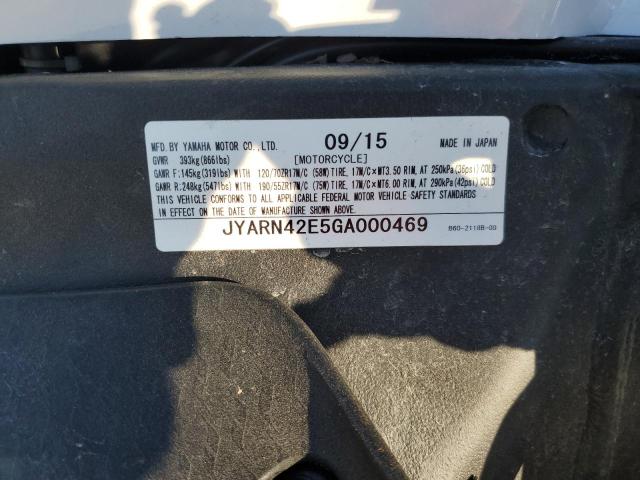 MFD.BY YAMAHA MOTOR CO.,LTD. 09/15 MADE IN JAPAN
GVWR 393kg(866lbs) [MOTORCYCLE]
GAWR F:145kg(319lbs)WITH 120/70ZR17M/C (58W)TIRE, 17M/C×MT3.50 RIM, AT 250kPa(36psi)COLD
GAWR R:248kg(547lbs)WITH 190/55ZR17M/C (75W)TIRE, 17M/C×MT6.00 RIM, AT 290kPa(42psi)COLD
THIS VEHICLE CONFORMS TO ALL APPLICABLE FEDERAL MOTOR VEHICLE SAFETY STANDARDS
IN EFFECT ON THE DATE OF MANUFACTURE SHOWN ABOVE.
JYARN42E5GA000469 B60-2118B-00